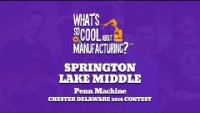 WHAT'S
SO COOL ABOUT
MANUFACTURING?
SPRINGTON
LAKE MIDDLE
Penn Machine
CHESTER DELAWARE 2018 CONTEST